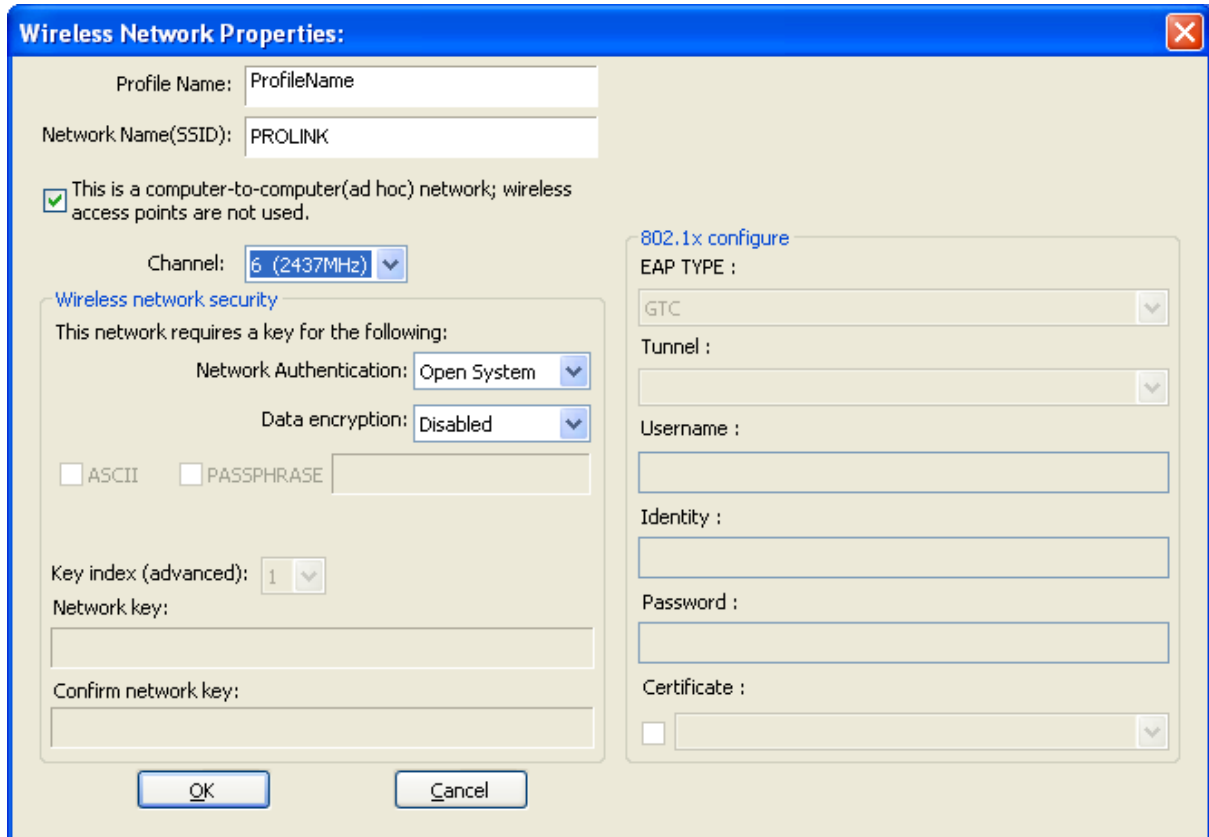 Wireless Network Properties:
Profile Name: ProfileName
Network Name(SSID): PROLINK
This is a computer-to-computer(ad hoc) network; wireless
access points are not used.
Channel: 6 (2437MHz)
Wireless network security
This network requires a key for the following:
Network Authentication: Open System
Data encryption: Disabled
ASCII PASSPHRASE
Key index (advanced): 1
Network key:
Confirm network key:
OK Cancel
802.1x configure
EAP TYPE :
GTC
Tunnel :
Username :
Identity :
Password :
Certificate :